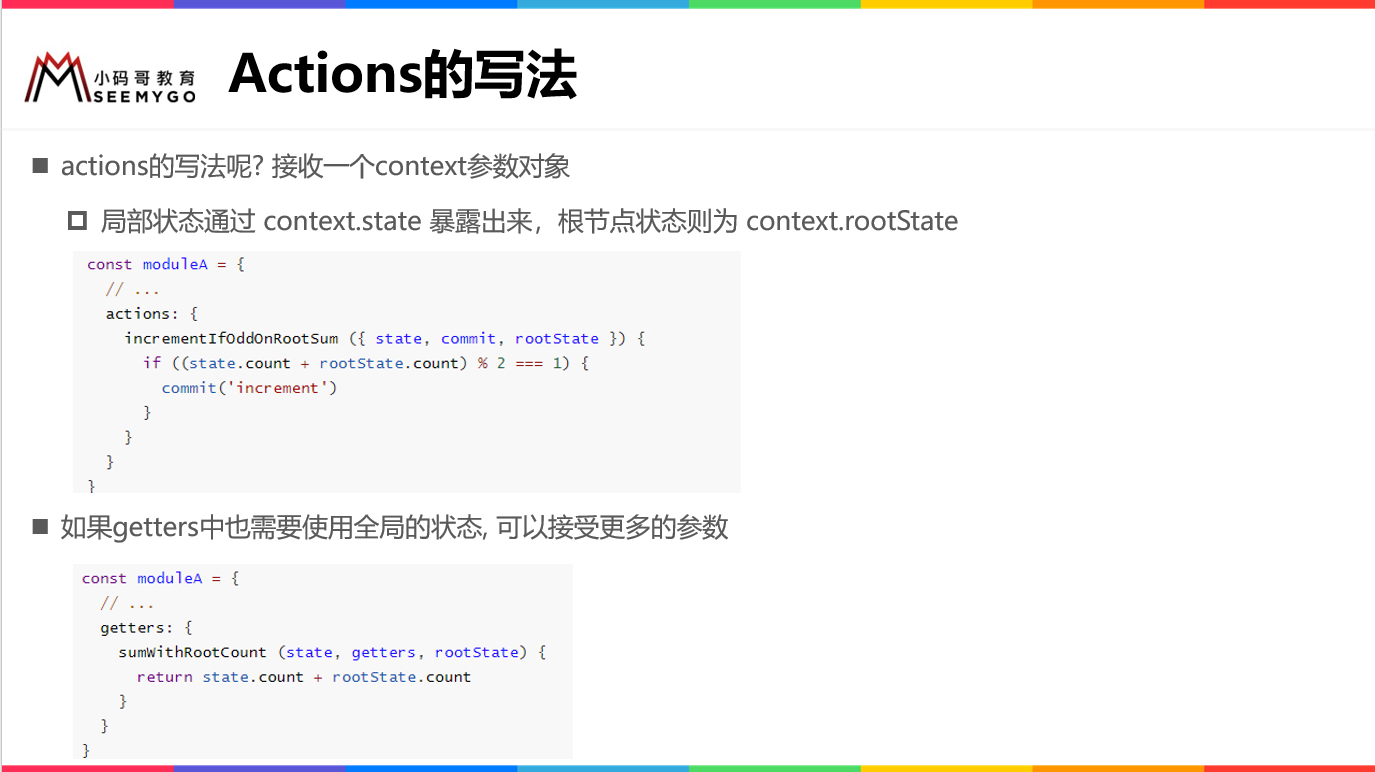 小码哥教育
SEEMYGO
Actions的写法
actions的写法呢? 接收一个context参数对象
局部状态通过 context.state 暴露出来，根节点状态则为 context.rootState
const moduleA = {
  // ...
  actions: {
    incrementIfOddOnRootSum ({ state, commit, rootState }) {
      if ((state.count + rootState.count) % 2 === 1) {
        commit('increment')
      }
    }
  }
}
如果getters中也需要使用全局的状态, 可以接受更多的参数
const moduleA = {
  // ...
  getters: {
    sumWithRootCount (state, getters, rootState) {
      return state.count + rootState.count
    }
  }
}